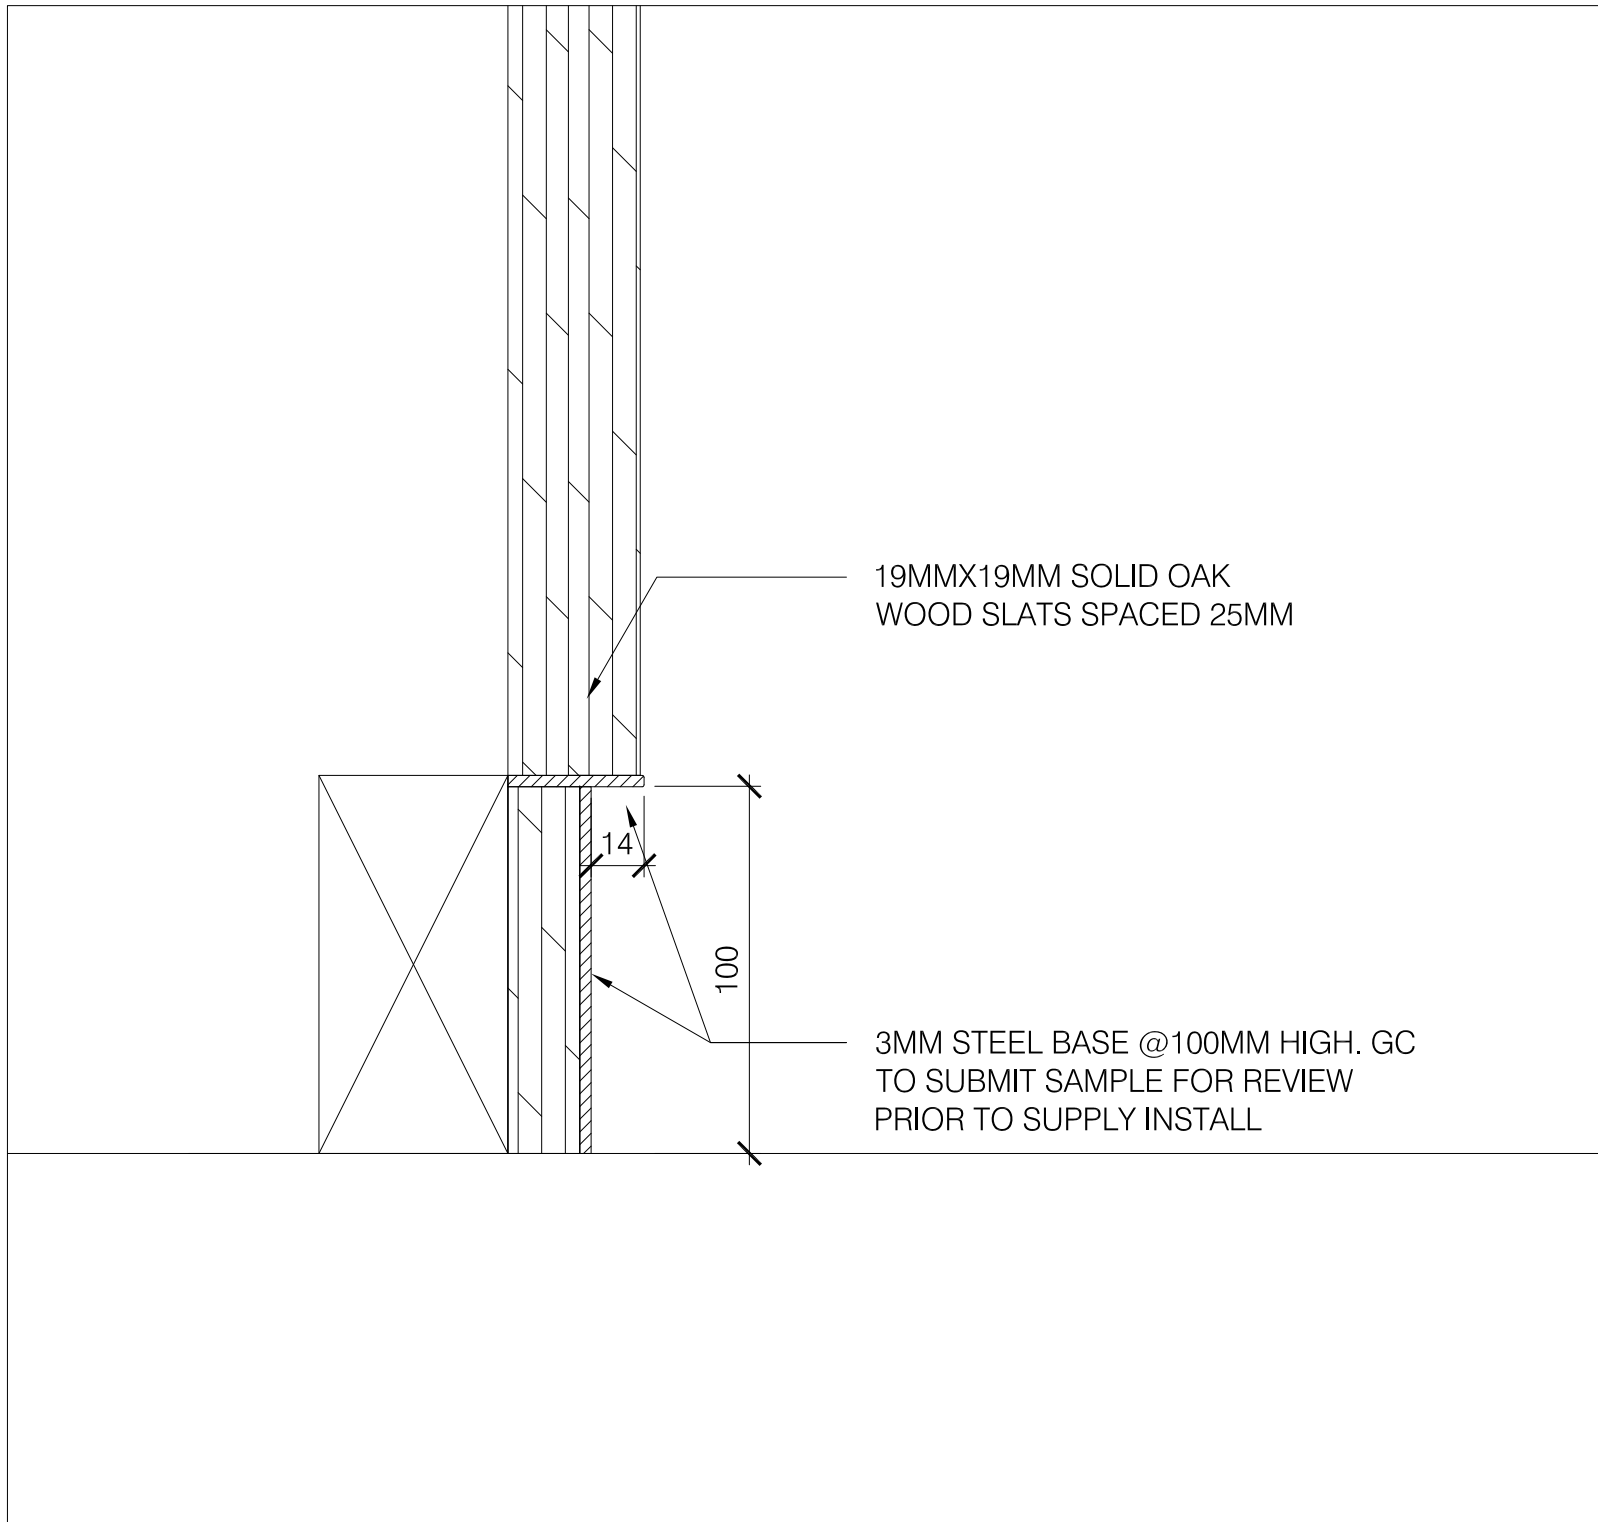 19MMX19MM SOLID OAK
WOOD SLATS SPACED 25MM
14
100
3MM STEEL BASE @100MM HIGH. GC
TO SUBMIT SAMPLE FOR REVIEW
PRIOR TO SUPPLY INSTALL